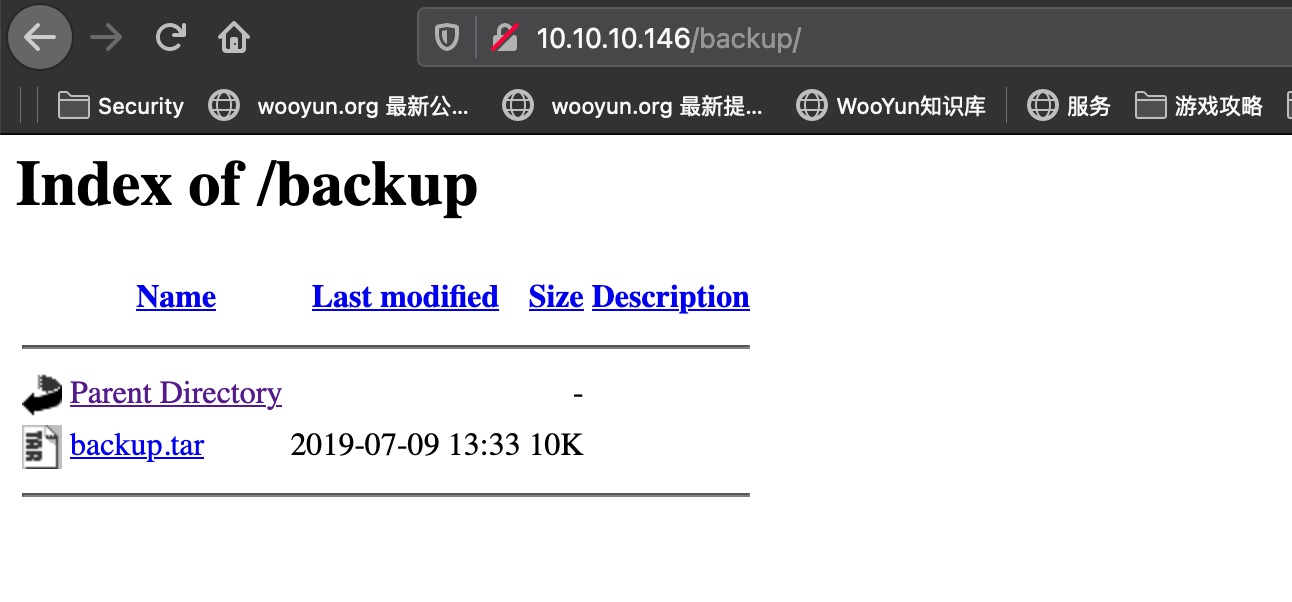 10.10.10.146/backup/
Security wooyun.org 最新公... wooyun.org 最新提... WooYun知识库 服务 游戏攻略
Index of /backup
Name Last modified Size Description
Parent Directory -
TAR backup.tar 2019-07-09 13:33 10K